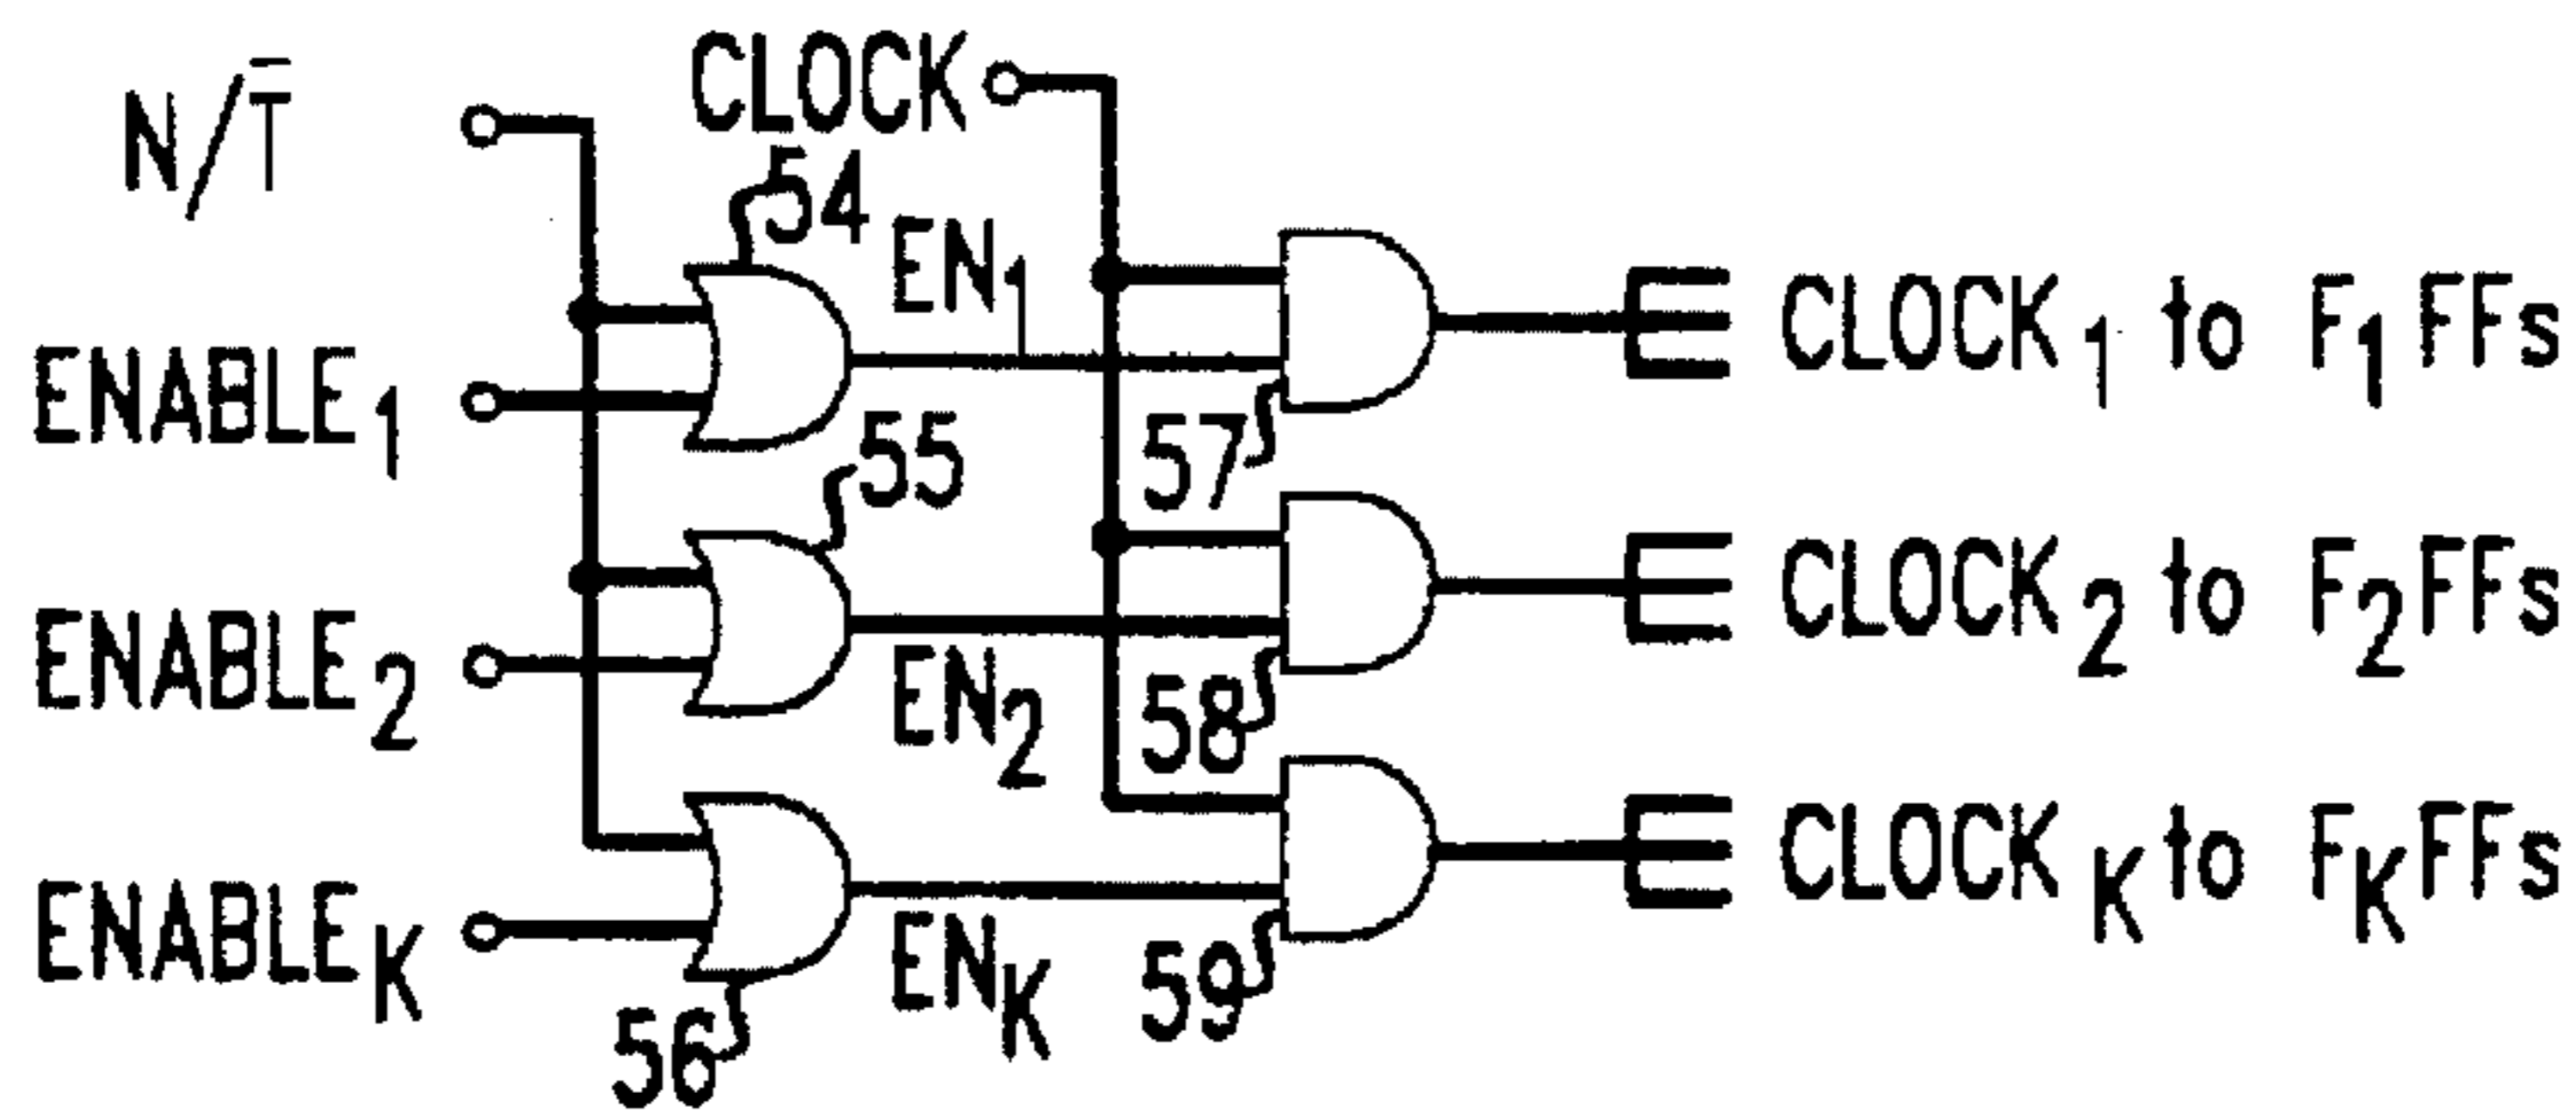 N/T̅
CLOCK
54
EN1
ENABLE1
CLOCK1 to F1 FFs
55
57
ENABLE2
EN2
CLOCK2 to F2 FFs
58
ENABLEK
ENK
CLOCKK to FK FFs
56
59